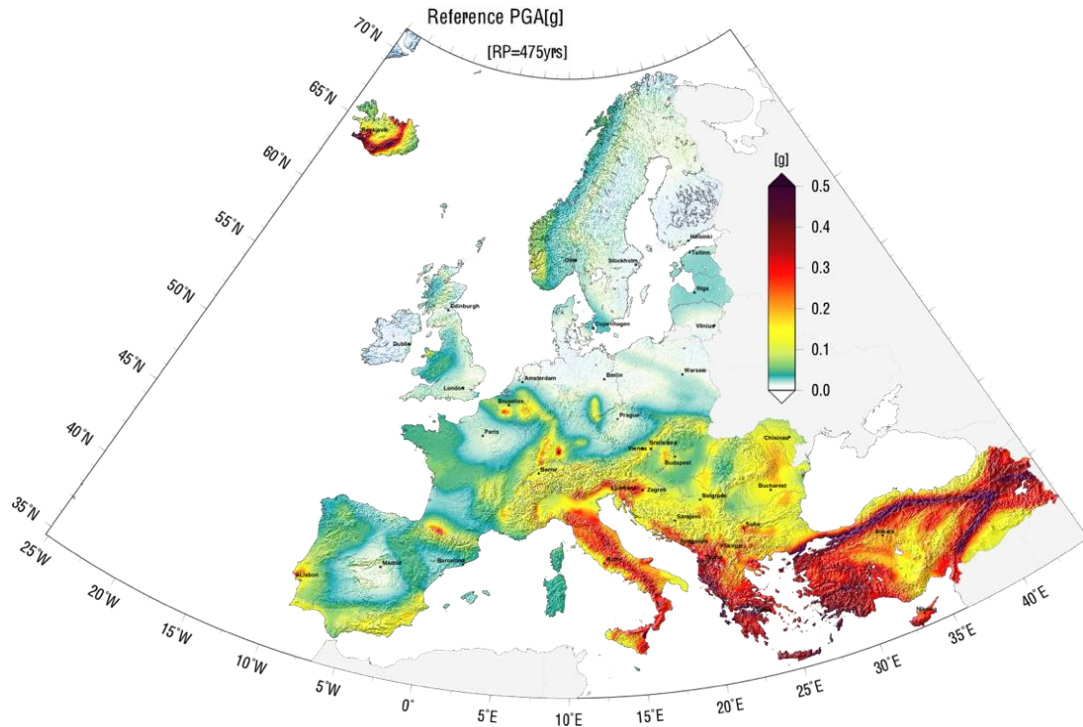 Reference PGA[g]
[RP=475yrs]
70°N
65°N
60°N
55°N
50°N
45°N
40°N
35°N
25°W
20°W
15°W
10°W
5°W
0°
5°E
10°E
15°E
20°E
25°E
30°E
35°E
40°E
[g]
0.5
0.4
0.3
0.2
0.1
0.0
Reykjavik
Helsinki
Tallinn
Oslo
Stockholm
Riga
Edinburgh
Copenhagen
Vilnius
Dublin
Amsterdam
Berlin
Warsaw
London
Brusselles
Prague
Paris
Chisinau
Vienna
Bratislava
Budapest
Berne
Ljubljana
Zagreb
Bucharest
Belgrade
Sarajevo
Sofia
Ankara
Madrid
Barcelona
Lisbon